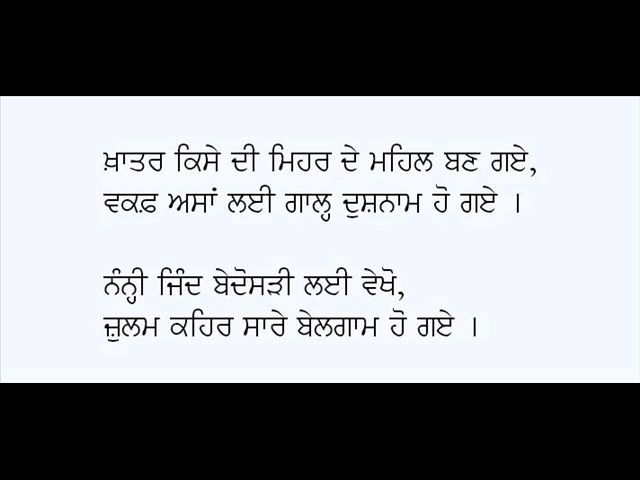 ਖ਼ਾਤਰ ਕਿਸੇ ਦੀ ਮਿਹਰ ਦੇ ਮਹਿਲ ਬਣ ਗਏ,
ਵਕਫ਼ ਅਸਾਂ ਲਈ ਗਾਲ੍ਹ ਦੁਸ਼ਨਾਮ ਹੋ ਗਏ ।
ਨੰਨ੍ਹੀ ਜਿੰਦ ਬੇਦੋਸੜੀ ਲਈ ਵੇਖੋ,
ਜ਼ੁਲਮ ਕਹਿਰ ਸਾਰੇ ਬੇਲਗਾਮ ਹੋ ਗਏ ।